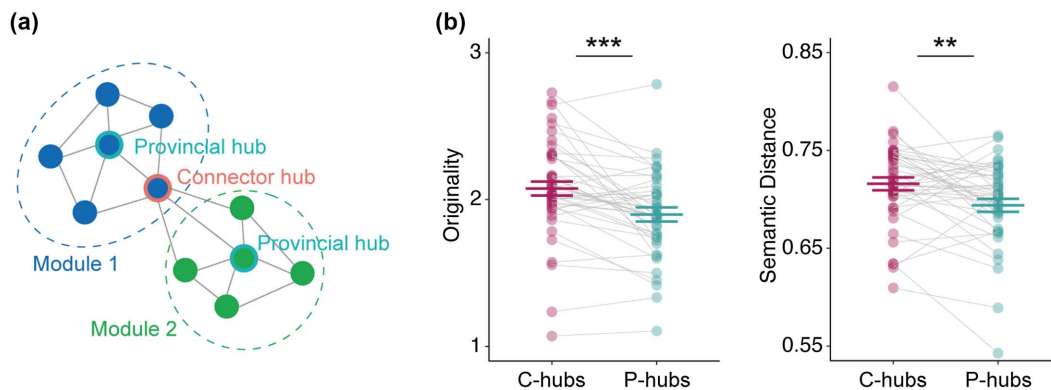 (a)
Provincial hub
Connector hub
Provincial hub
Module 1
Module 2
(b)
***
3
2
1
Originality
C-hubs
P-hubs
**
0.85
0.75
0.65
0.55
Semantic Distance
C-hubs
P-hubs